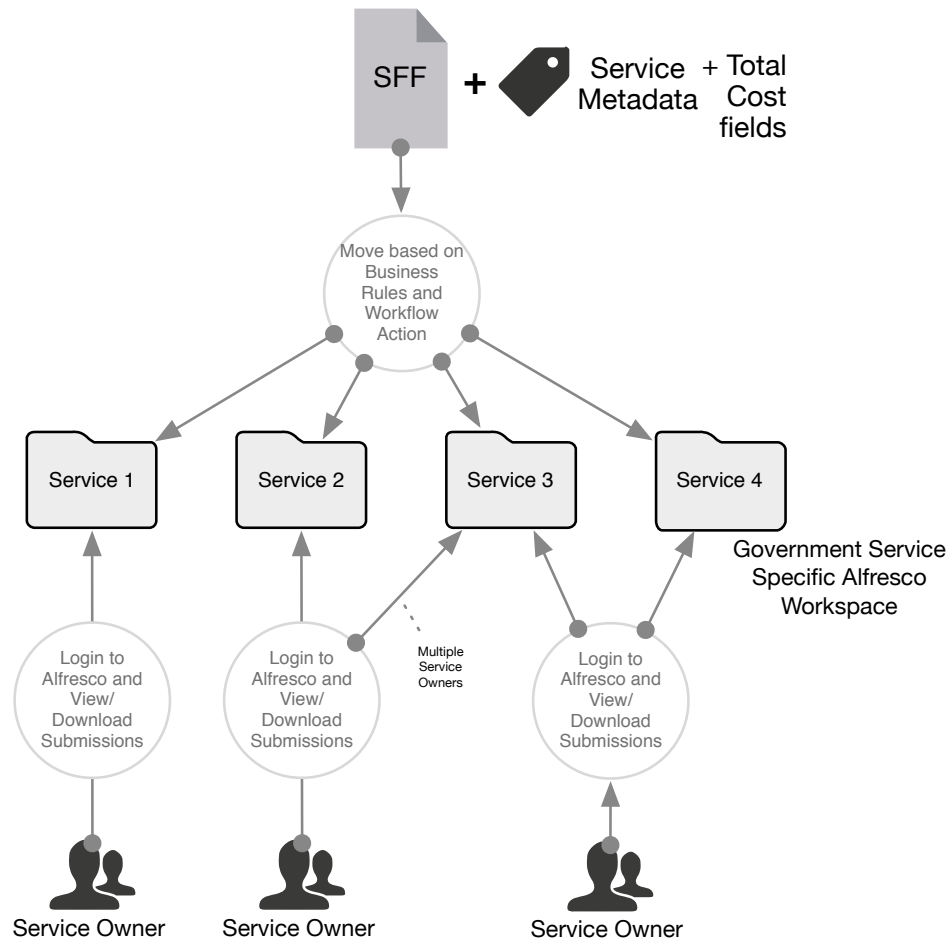 SFF
+
Service
Metadata
+ Total
Cost
fields
Move based on
Business
Rules and
Workflow
Action
Service 1
Service 2
Service 3
Service 4
Government Service
Specific Alfresco
Workspace
Multiple
Service
Owners
Login to
Alfresco and
View/
Download
Submissions
Login to
Alfresco and
View/
Download
Submissions
Login to
Alfresco and
View/
Download
Submissions
Service Owner
Service Owner
Service Owner